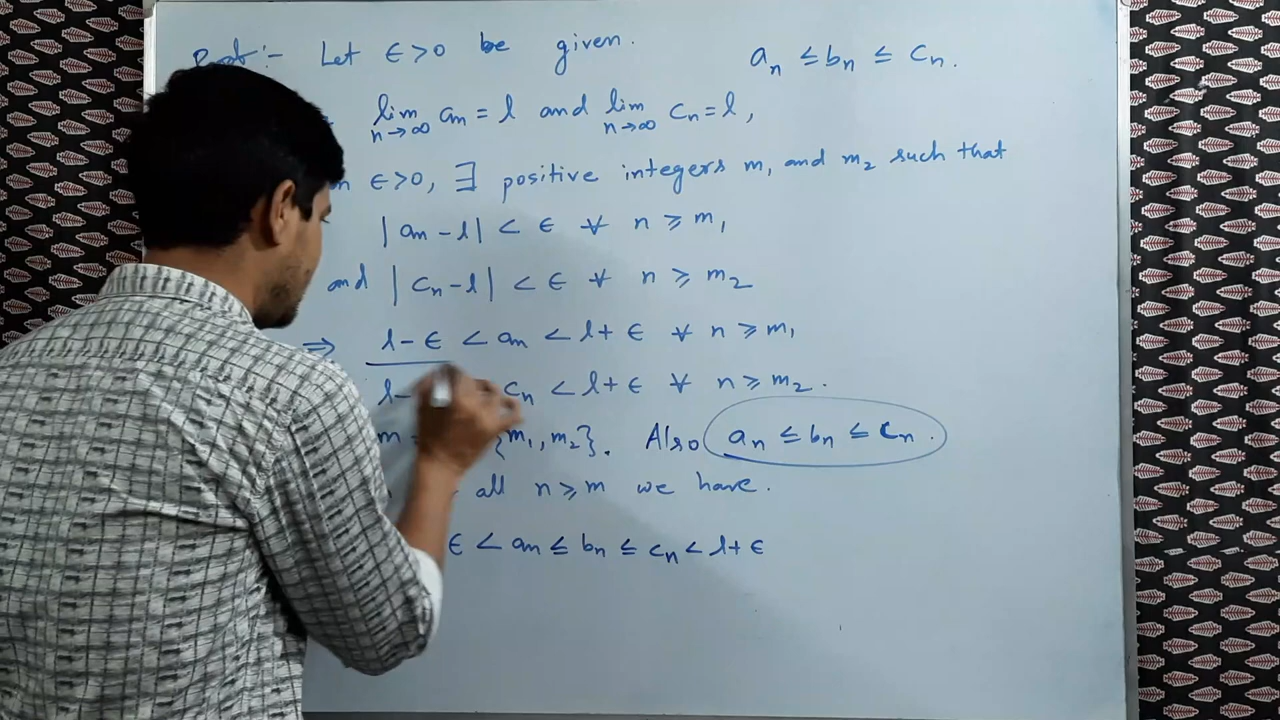 Proof :- Let ε > 0 be given. aₙ ≤ bₙ ≤ cₙ.
lim n→∞ aₙ = l and lim n→∞ cₙ = l,
ε > 0, ∃ positive integers m₁ and m₂ such that
|aₙ - l| < ε ∀ n ≥ m₁
and |cₙ - l| < ε ∀ n ≥ m₂
⇒ l - ε < aₙ < l + ε ∀ n ≥ m₁
l - cₙ < l + ε ∀ n ≥ m₂.
m {m₁, m₂}. Also aₙ ≤ bₙ ≤ cₙ.
all n ≥ m we have.
ε < aₙ ≤ bₙ ≤ cₙ < l + ε